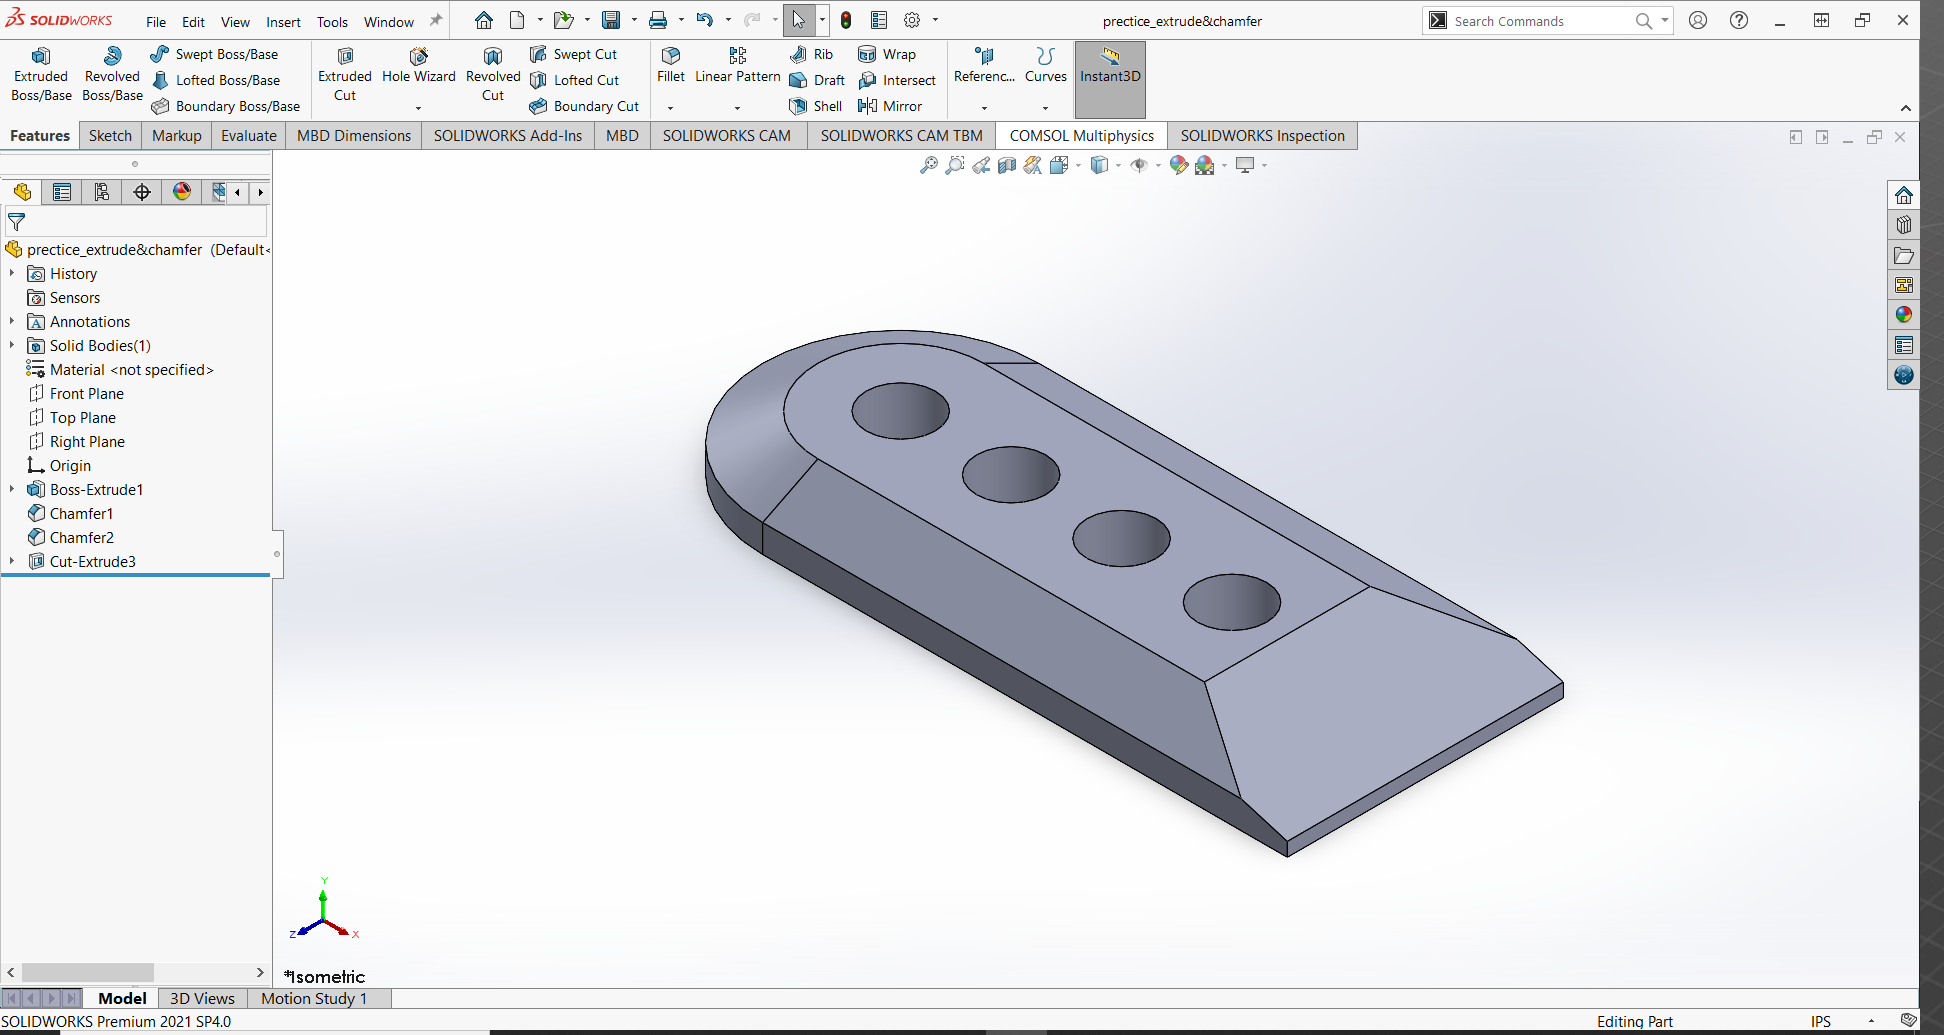 SOLIDWORKS File Edit View Insert Tools Window prectice_extrude&chamfer Search Commands
Extruded Boss/Base
Revolved Boss/Base
Swept Boss/Base
Lofted Boss/Base
Boundary Boss/Base
Extruded Cut
Hole Wizard
Revolved Cut
Swept Cut
Lofted Cut
Boundary Cut
Fillet
Linear Pattern
Rib
Draft
Shell
Wrap
Intersect
Mirror
Referenc...
Curves
Instant3D
Features Sketch Markup Evaluate MBD Dimensions SOLIDWORKS Add-Ins MBD SOLIDWORKS CAM SOLIDWORKS CAM TBM COMSOL Multiphysics SOLIDWORKS Inspection
prectice_extrude&chamfer (Default<
History
Sensors
Annotations
Solid Bodies(1)
Material <not specified>
Front Plane
Top Plane
Right Plane
Origin
Boss-Extrude1
Chamfer1
Chamfer2
Cut-Extrude3
Y
Z
X
*Isometric
Model 3D Views Motion Study 1
SOLIDWORKS Premium 2021 SP4.0 Editing Part IPS